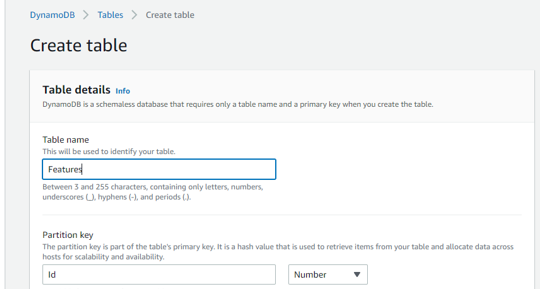 DynamoDB > Tables > Create table
Create table
Table details Info
DynamoDB is a schemaless database that requires only a table name and a primary key when you create the table.
Table name
This will be used to identify your table.
Features
Between 3 and 255 characters, containing only letters, numbers,
underscores (_), hyphens (-), and periods (.).
Partition key
The partition key is part of the table's primary key. It is a hash value that is used to retrieve items from your table and allocate data across
hosts for scalability and availability.
Id Number